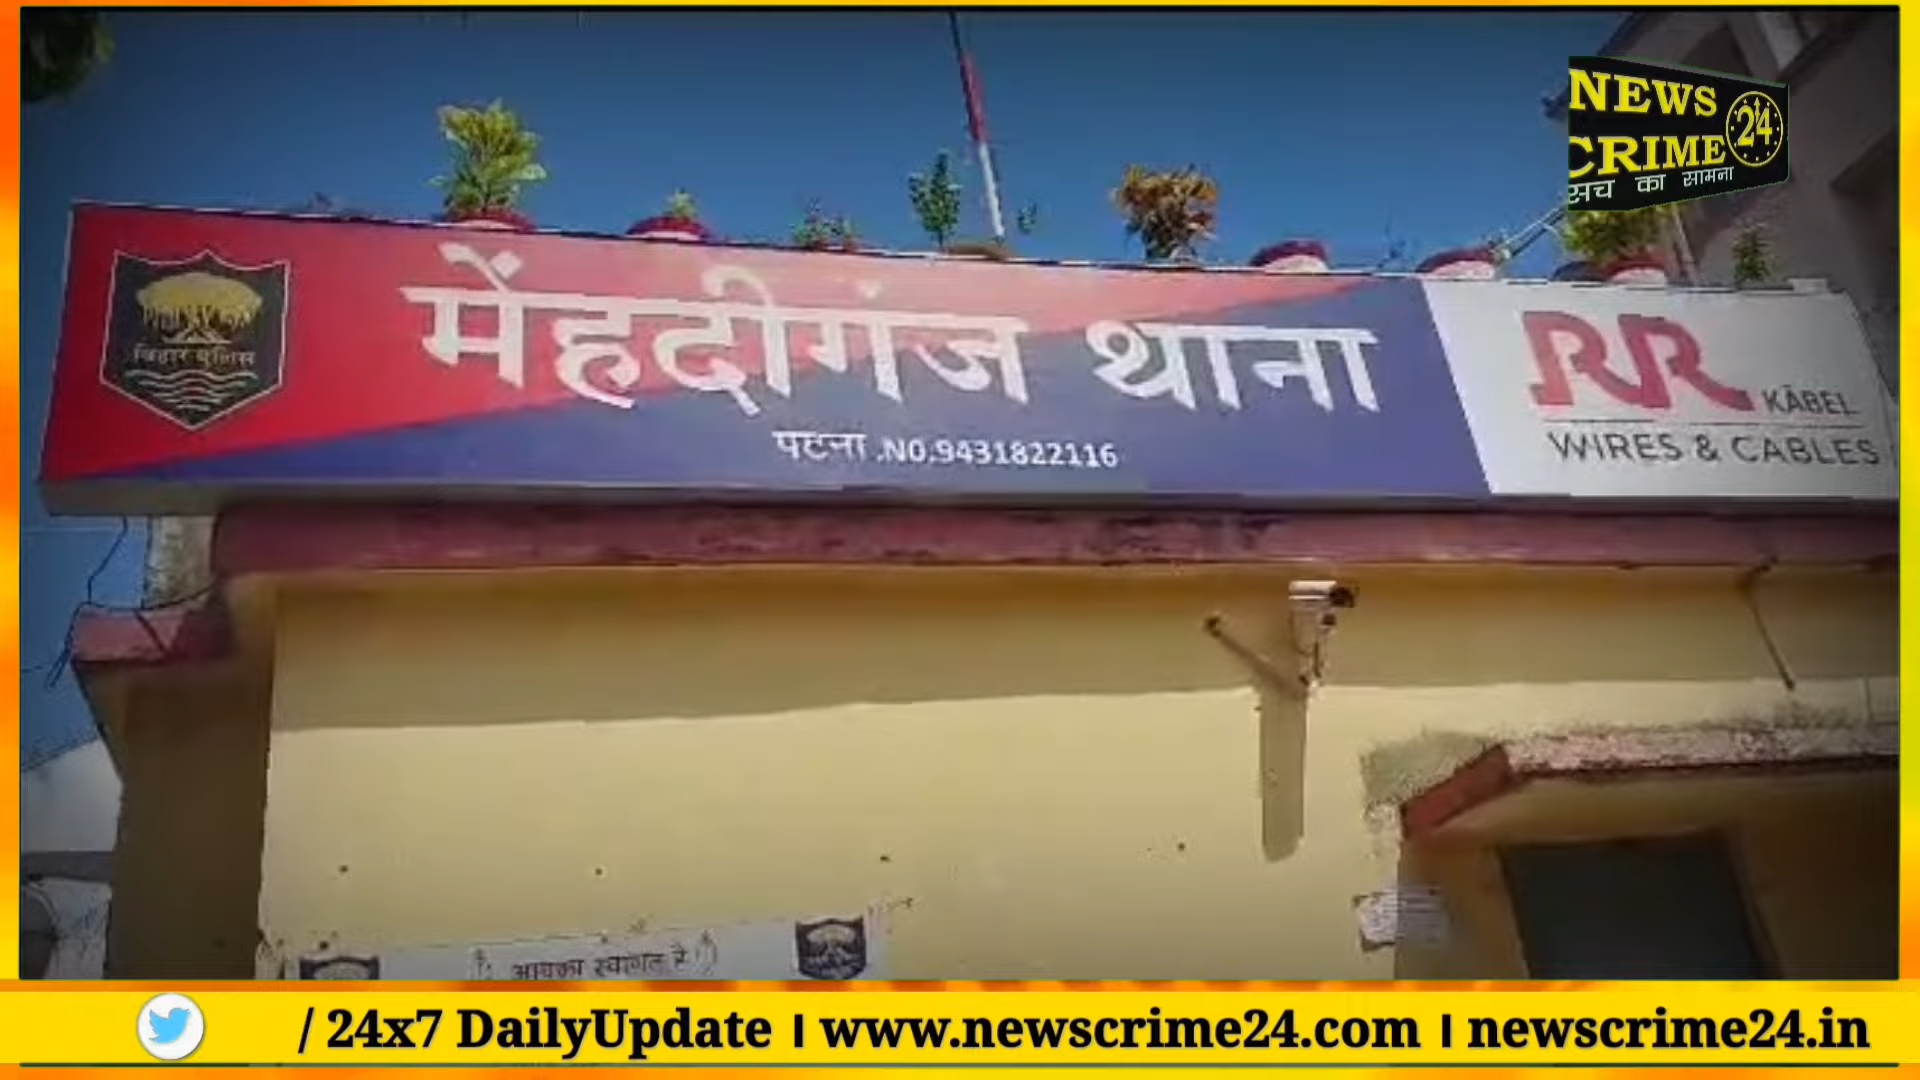 NEWS
CRIME 24
सच का सामना
बिहार पुलिस
मेंहदीगंज थाना
पटना .NO.9431822116
RR KABEL
WIRES & CABLES
आपका स्वागत है
/ 24x7 DailyUpdate । www.newscrime24.com । newscrime24.in